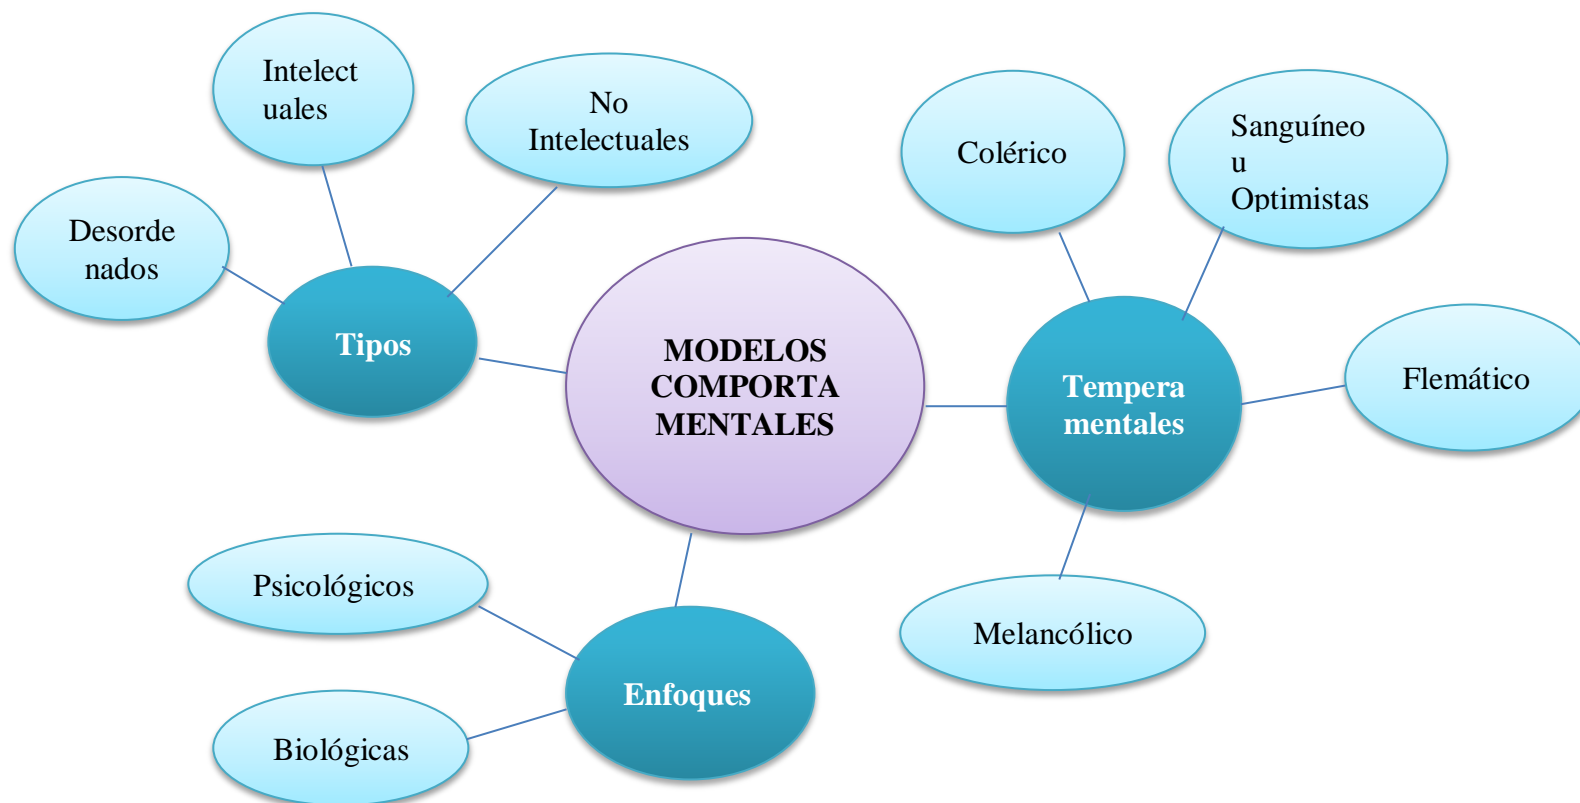 Intelect
uales
No
Intelectuales
Desorde
nados
Tipos
MODELOS
COMPORTA
MENTALES
Colérico
Sanguíneo
u
Optimistas
Tempera
mentales
Flemático
Melancólico
Psicológicos
Enfoques
Biológicas